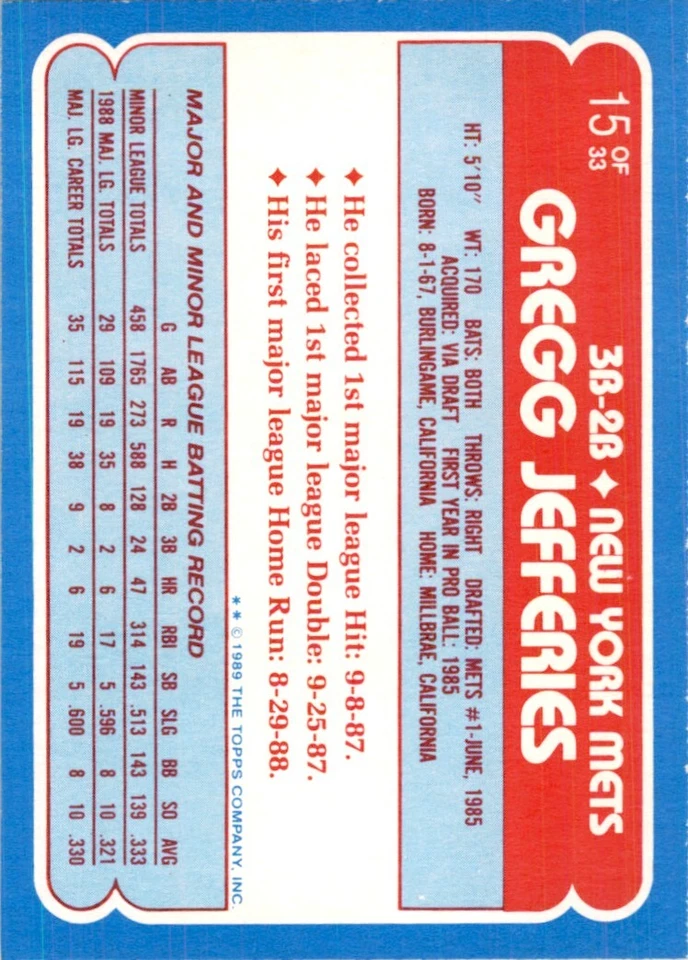 15 OF 33
3B-2B ✦ NEW YORK METS
GREGG JEFFERIES
HT: 5'10" WT: 170 BATS: BOTH THROWS: RIGHT DRAFTED: METS #1-JUNE, 1985
ACQUIRED: VIA DRAFT FIRST YEAR IN PRO BALL: 1985
BORN: 8-1-67, BURLINGAME, CALIFORNIA HOME: MILLBRAE, CALIFORNIA
✦ He collected 1st major league Hit: 9-8-87.
✦ He laced 1st major league Double: 9-25-87.
✦ His first major league Home Run: 8-29-88.
** © 1989 THE TOPPS COMPANY, INC.
MAJOR AND MINOR LEAGUE BATTING RECORD
G AB R H 2B 3B HR RBI SB SLG BB SO AVG
MINOR LEAGUE TOTALS 458 1765 273 588 128 24 47 314 143 .513 143 139 .333
1988 MAJ. LG. TOTALS 29 109 19 35 8 2 6 17 5 .596 8 10 .321
MAJ. LG. CAREER TOTALS 35 115 19 38 9 2 6 19 5 .600 8 10 .330